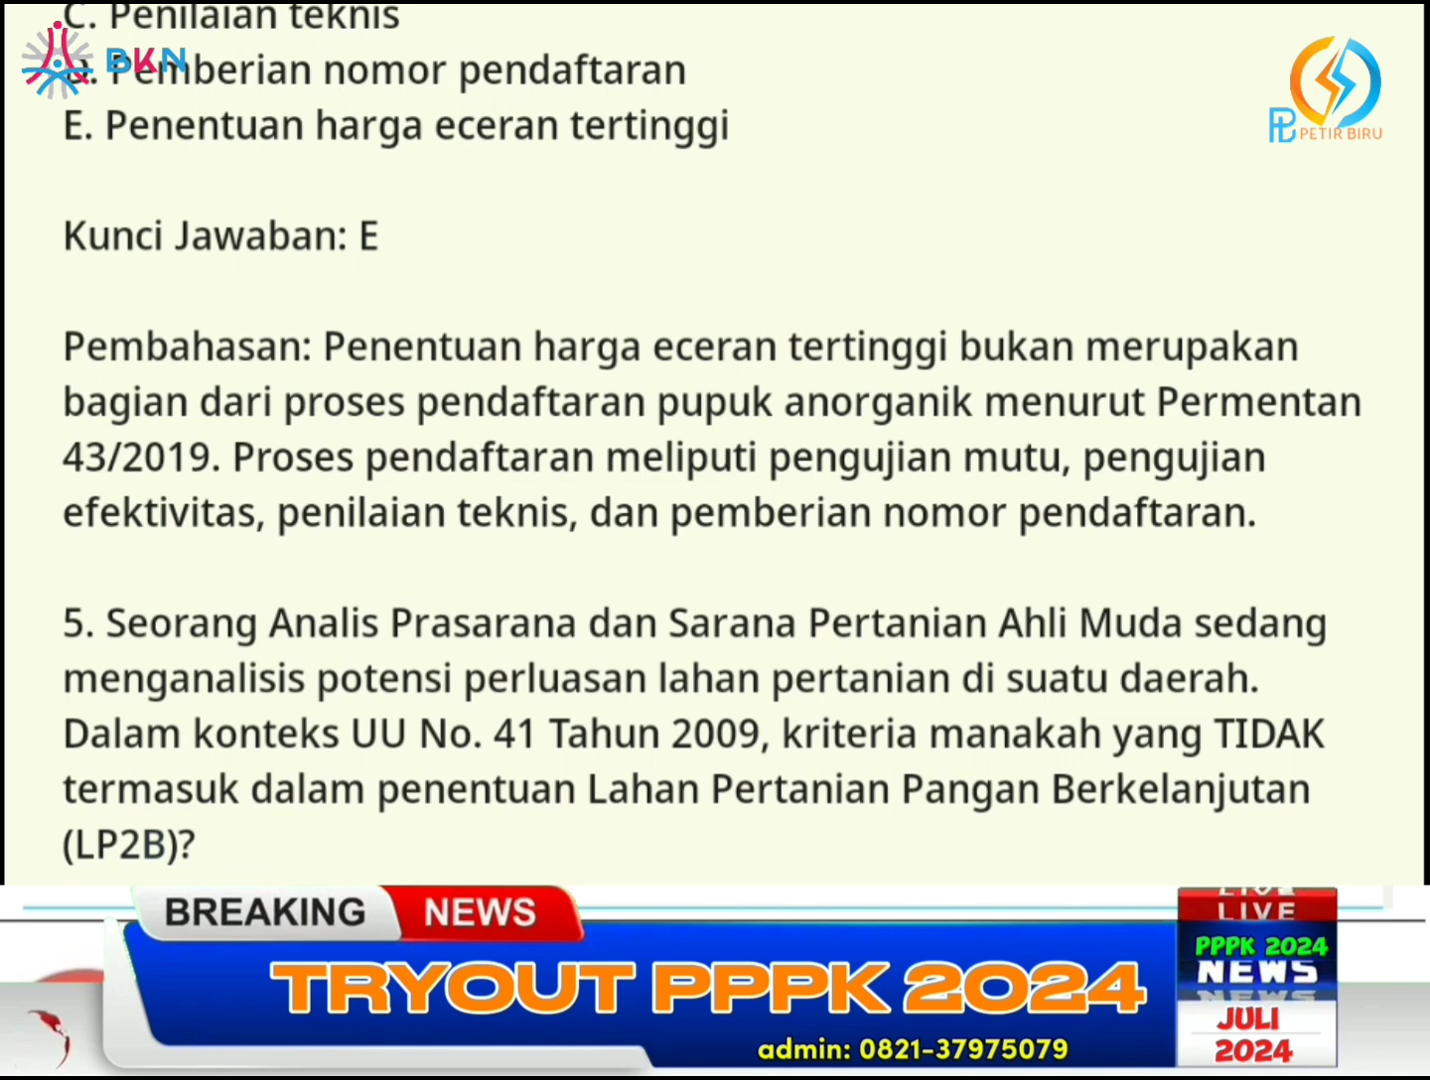 C. Penilaian teknis
BKN
D. Pemberian nomor pendaftaran
E. Penentuan harga eceran tertinggi
PETIR BIRU
Kunci Jawaban: E
Pembahasan: Penentuan harga eceran tertinggi bukan merupakan
bagian dari proses pendaftaran pupuk anorganik menurut Permentan
43/2019. Proses pendaftaran meliputi pengujian mutu, pengujian
efektivitas, penilaian teknis, dan pemberian nomor pendaftaran.
5. Seorang Analis Prasarana dan Sarana Pertanian Ahli Muda sedang
menganalisis potensi perluasan lahan pertanian di suatu daerah.
Dalam konteks UU No. 41 Tahun 2009, kriteria manakah yang TIDAK
termasuk dalam penentuan Lahan Pertanian Pangan Berkelanjutan
(LP2B)?
BREAKING NEWS
TRYOUT PPPK 2024
admin: 0821-37975079
LIVE
LIVE
PPPK 2024
NEWS
NEWS
JULI
2024